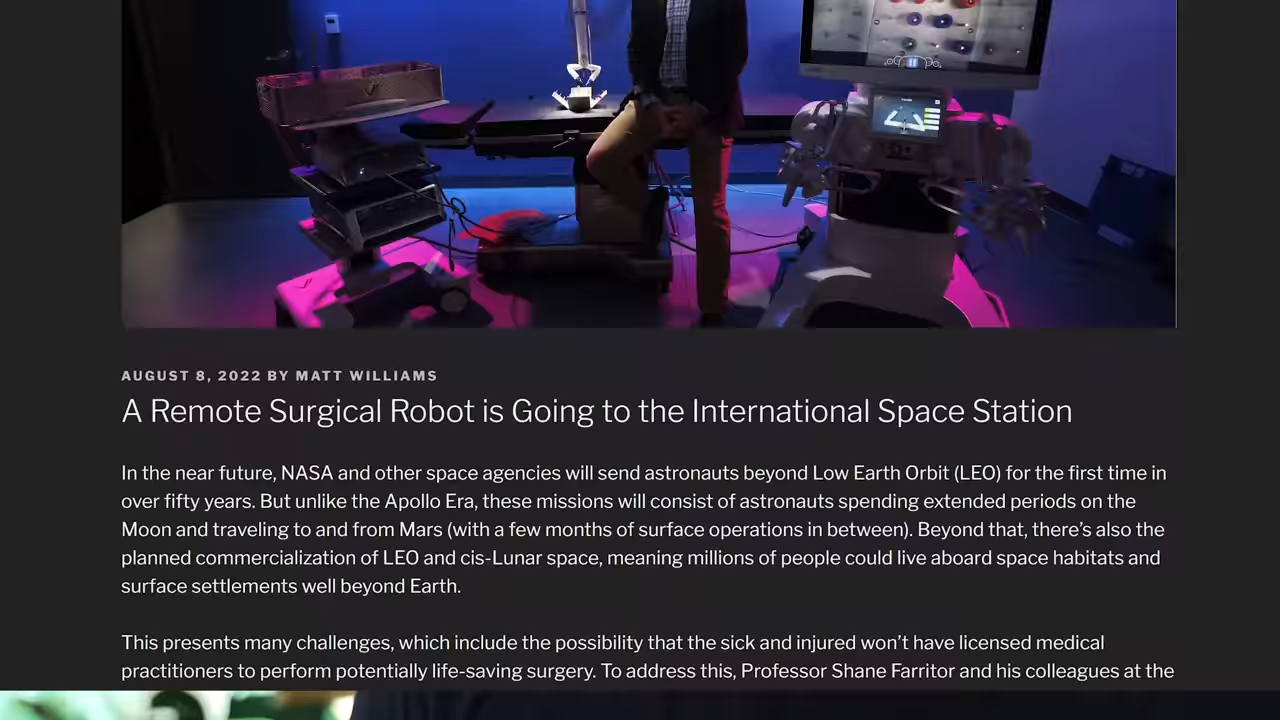 AUGUST 8, 2022 BY MATT WILLIAMS
A Remote Surgical Robot is Going to the International Space Station
In the near future, NASA and other space agencies will send astronauts beyond Low Earth Orbit (LEO) for the first time in
over fifty years. But unlike the Apollo Era, these missions will consist of astronauts spending extended periods on the
Moon and traveling to and from Mars (with a few months of surface operations in between). Beyond that, there’s also the
planned commercialization of LEO and cis-Lunar space, meaning millions of people could live aboard space habitats and
surface settlements well beyond Earth.
This presents many challenges, which include the possibility that the sick and injured won’t have licensed medical
practitioners to perform potentially life-saving surgery. To address this, Professor Shane Farritor and his colleagues at the